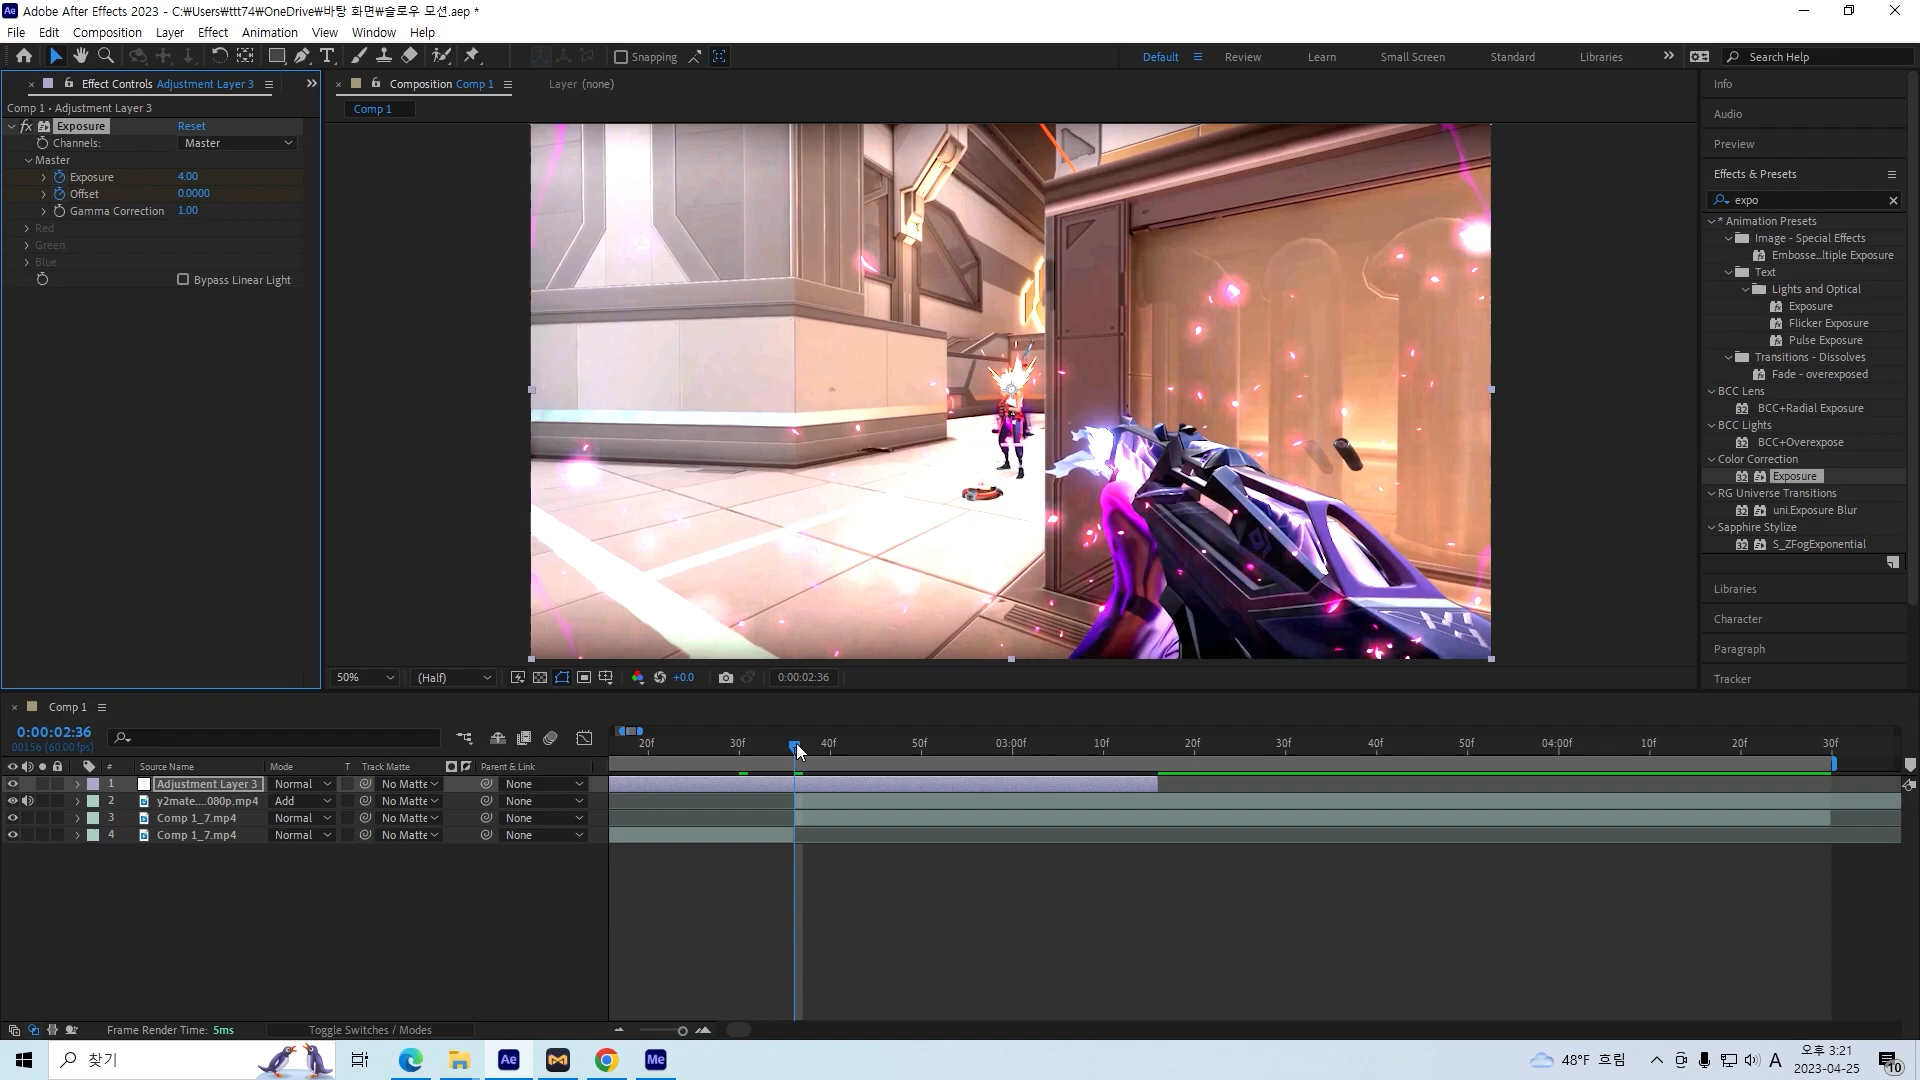 Adobe After Effects 2023 - C:₩Users₩ttt74₩OneDrive₩바탕 화면₩슬로우 모션.aep *
File Edit Composition Layer Effect Animation View Window Help
Snapping
Default Review Learn Small Screen Standard Libraries Search Help
Effect Controls Adjustment Layer 3
Composition Comp 1
Layer (none)
Comp 1 • Adjustment Layer 3
Comp 1
fx Exposure Reset
Channels: Master
Master
Exposure 4.00
Offset 0.0000
Gamma Correction 1.00
Red
Green
Blue
Bypass Linear Light
Info
Audio
Preview
Effects & Presets
expo
* Animation Presets
Image - Special Effects
Embosse...ltiple Exposure
Text
Lights and Optical
Exposure
Flicker Exposure
Pulse Exposure
Transitions - Dissolves
Fade - overexposed
BCC Lens
BCC+Radial Exposure
BCC Lights
BCC+Overexpose
Color Correction
Exposure
RG Universe Transitions
uni.Exposure Blur
Sapphire Stylize
S_ZFogExponential
Libraries
Character
Paragraph
Tracker
50% (Half) +0.0 0:00:02:36
Comp 1
0:00:02:36
00156 (60.00 fps)
20f 30f 40f 50f 03:00f 10f 20f 30f 40f 50f 04:00f 10f 20f 30f
# Source Name Mode T Track Matte Parent & Link
1 Adjustment Layer 3 Normal No Matte None
2 y2mate....080p.mp4 Add No Matte None
3 Comp 1_7.mp4 Normal No Matte None
4 Comp 1_7.mp4 Normal No Matte None
Frame Render Time: 5ms Toggle Switches / Modes
찾기
Ae
Me
48°F 흐림
A
오후 3:21
2023-04-25
10